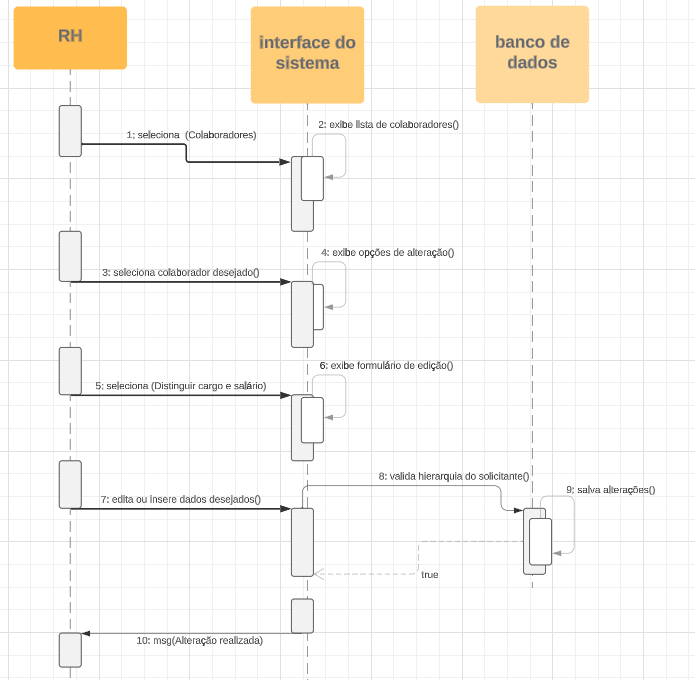 RH
interface do
sistema
banco de
dados
1: seleciona (Colaboradores)
2: exibe lista de colaboradores()
3: seleciona colaborador desejado()
4: exibe opções de alteração()
5: seleciona (Distinguir cargo e salário)
6: exibe formulário de edição()
7: edita ou insere dados desejados()
8: valida hierarquia do solicitante()
9: salva alterações()
true
10: msg(Alteração realizada)